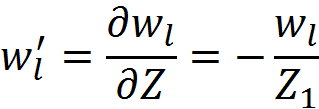 w′_l = ∂w_l/∂Z = −w_l/Z_1